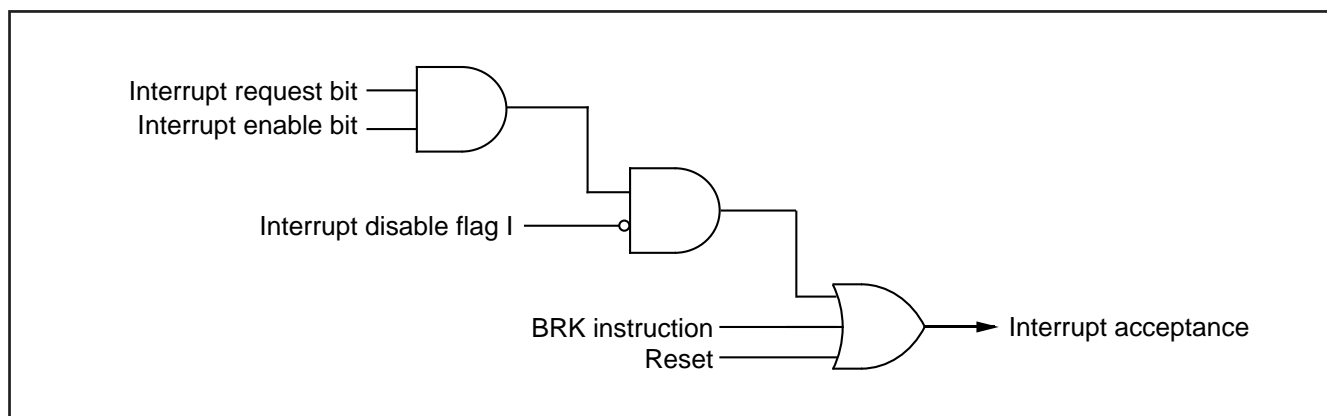 Interrupt request bit
Interrupt enable bit
Interrupt disable flag I
BRK instruction
Reset
Interrupt acceptance